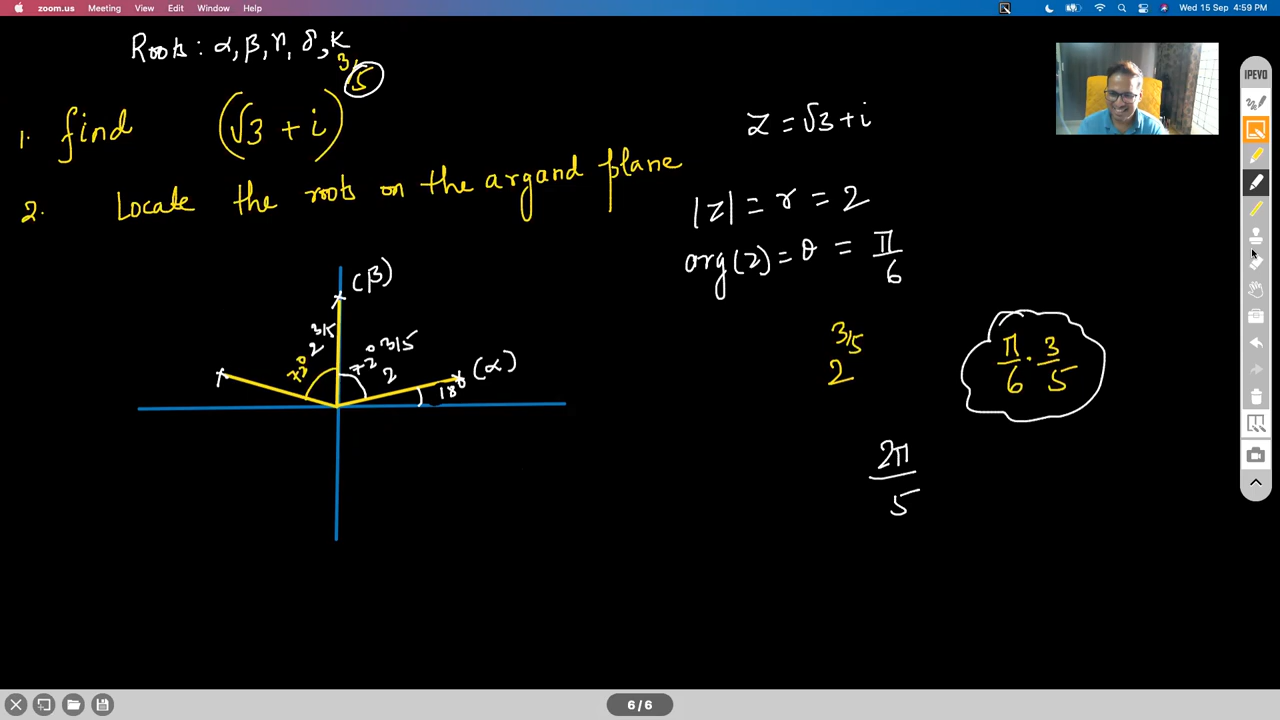 zoom.us Meeting View Edit Window Help Wed 15 Sep 4:59 PM
Roots : α, β, γ, δ, κ
1. find (√3 + i)^3/5
2. Locate the roots on the argand plane
z = √3 + i
|z| = r = 2
arg(z) = θ = π/6
(β)
2^3/5
72°
72°
2^3/5
18°
(α)
2^3/5
π/6 · 3/5
2π/5
IPEVO
6 / 6